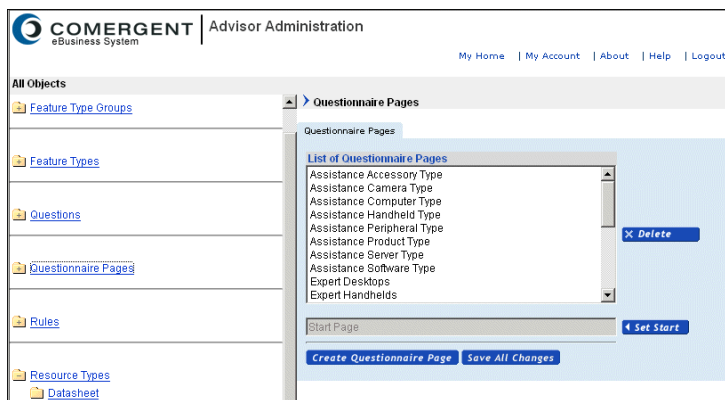 COMERGENT
eBusiness System
Advisor Administration
My Home | My Account | About | Help | Logout
All Objects
Feature Type Groups
Feature Types
Questions
Questionnaire Pages
Rules
Resource Types
Datasheet
Questionnaire Pages
Questionnaire Pages
List of Questionnaire Pages
Assistance Accessory Type
Assistance Camera Type
Assistance Computer Type
Assistance Handheld Type
Assistance Peripheral Type
Assistance Product Type
Assistance Server Type
Assistance Software Type
Expert Desktops
Expert Handhelds
Delete
Start Page
Set Start
Create Questionnaire Page
Save All Changes